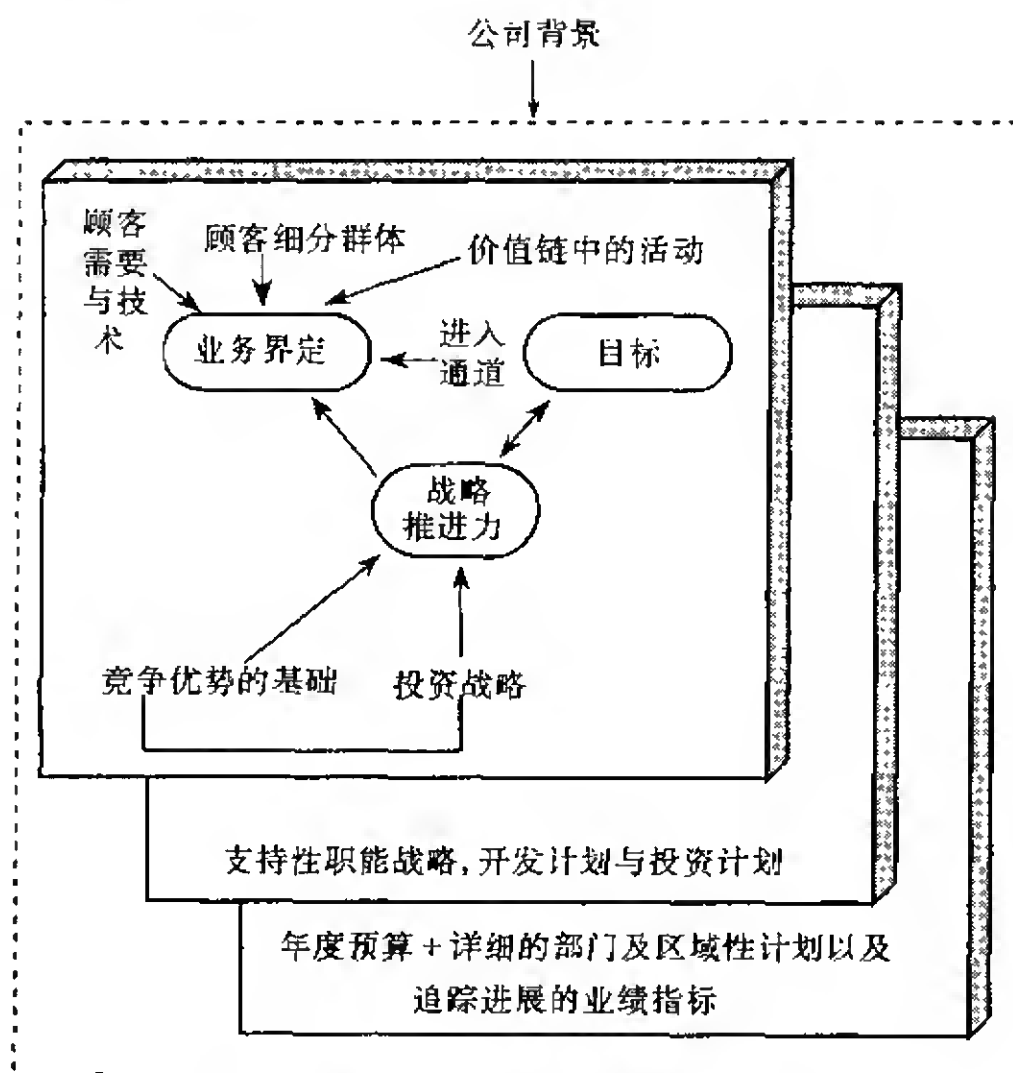 公司背景
顾客
需要
与技
术
顾客细分群体
价值链中的活动
业务界定
进入
通道
目标
战略
推进力
竞争优势的基础
投资战略
支持性职能战略,开发计划与投资计划
年度预算+详细的部门及区域性计划以及
追踪进展的业绩指标